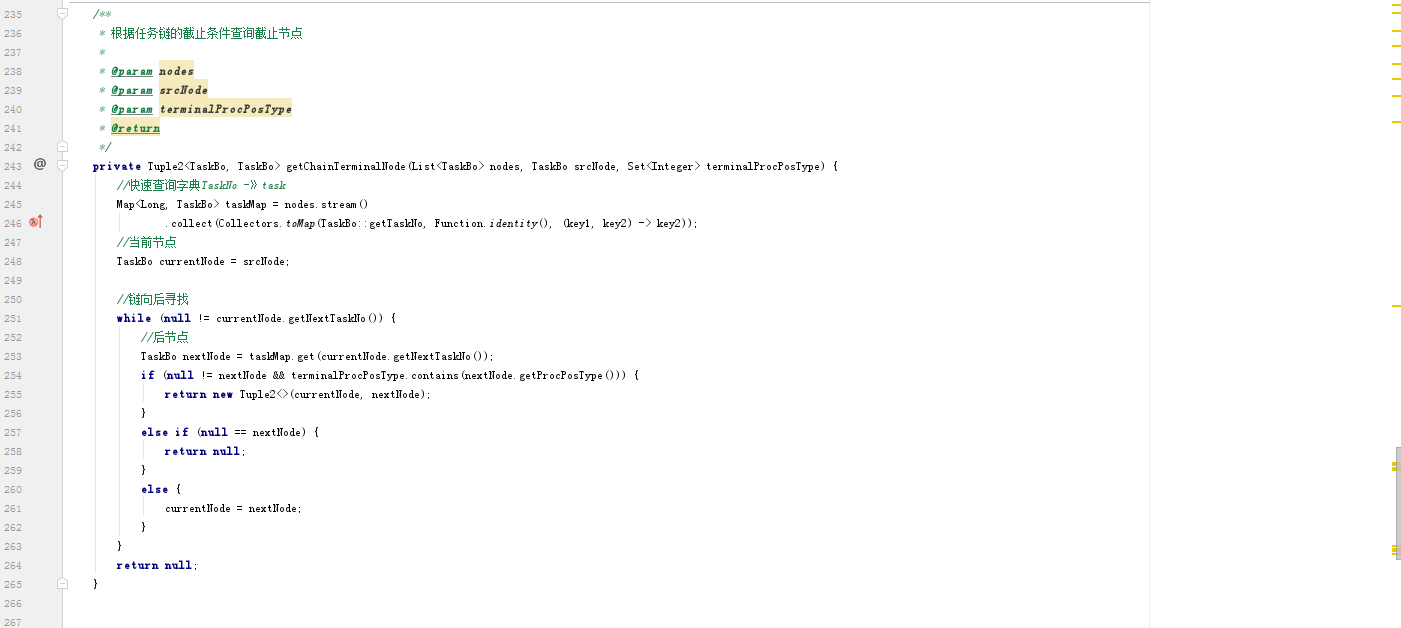 235 /**
236 * 根据任务链的截止条件查询截止节点
237 *
238 * @param nodes
239 * @param srcNode
240 * @param terminalProcPosType
241 * @return
242 */
243 @ private Tuple2<TaskBo, TaskBo> getChainTerminalNode(List<TaskBo> nodes, TaskBo srcNode, Set<Integer> terminalProcPosType) {
244 //快速查询字典TaskNo -》task
245 Map<Long, TaskBo> taskMap = nodes.stream()
246 .collect(Collectors.toMap(TaskBo::getTaskNo, Function.identity(), (key1, key2) -> key2));
247 //当前节点
248 TaskBo currentNode = srcNode;
249
250 //链向后寻找
251 while (null != currentNode.getNextTaskNo()) {
252 //后节点
253 TaskBo nextNode = taskMap.get(currentNode.getNextTaskNo());
254 if (null != nextNode && terminalProcPosType.contains(nextNode.getProcPosType())) {
255 return new Tuple2<>(currentNode, nextNode);
256 }
257 else if (null == nextNode) {
258 return null;
259 }
260 else {
261 currentNode = nextNode;
262 }
263 }
264 return null;
265 }
266
267